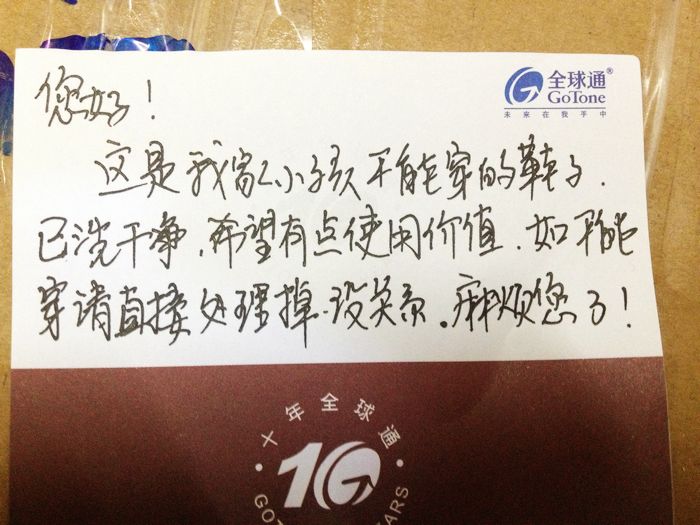 全球通®
GoTone
未来在我手中
您好！
这是我家小孩不能穿的鞋子.
已洗干净.希望有点使用价值.如不能
穿请直接处理掉.没关系.麻烦您了！
十年全球通
10